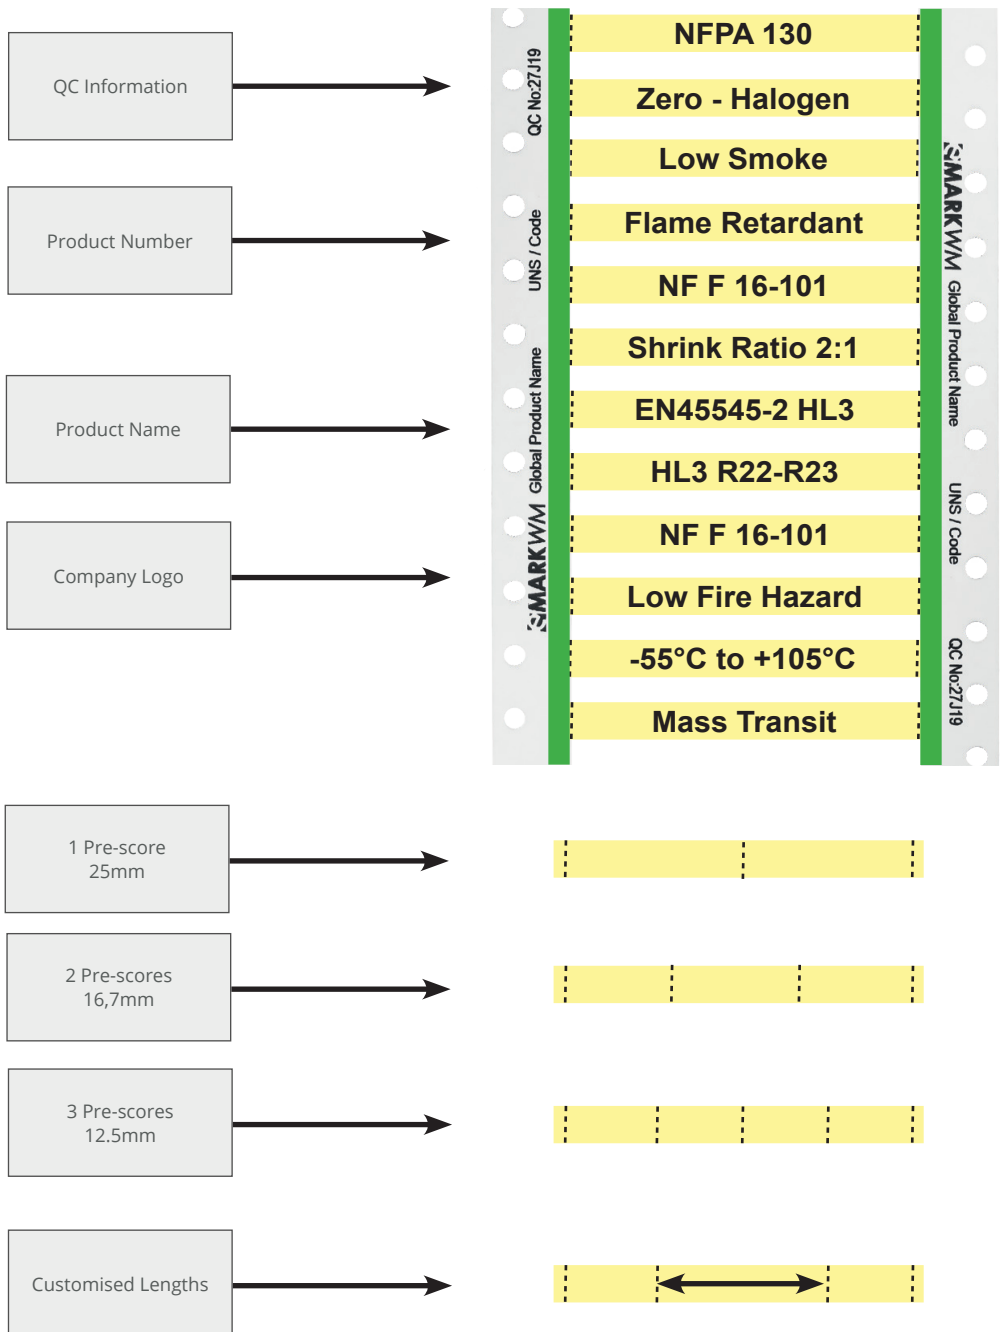 QC Information
Product Number
Product Name
Company Logo
QC No:27J19
UNS / Code
Global Product Name
SMARKWM
NFPA 130
Zero - Halogen
Low Smoke
Flame Retardant
NF F 16-101
Shrink Ratio 2:1
EN45545-2 HL3
HL3 R22-R23
NF F 16-101
Low Fire Hazard
-55°C to +105°C
Mass Transit
SMARKWM Global Product Name
UNS / Code
QC No:27J19
1 Pre-score
25mm
2 Pre-scores
16,7mm
3 Pre-scores
12.5mm
Customised Lengths